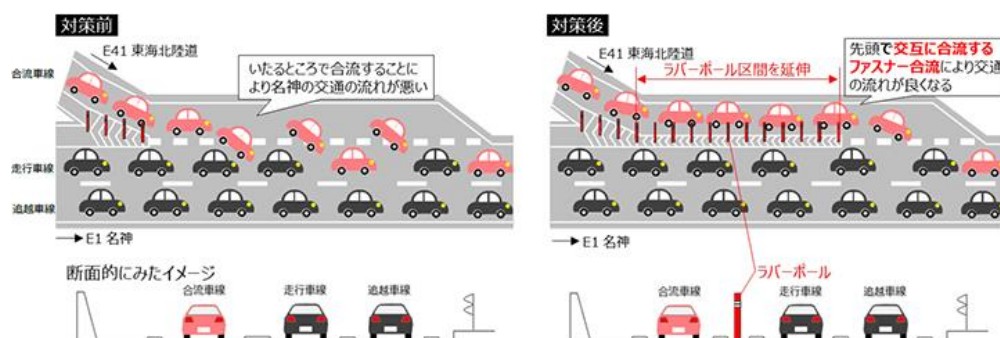 対策前
E41 東海北陸道
合流車線
いたるところで合流することに
より名神の交通の流れが悪い
走行車線
追越車線
E1 名神
断面的にみたイメージ
合流車線
走行車線
追越車線
対策後
E41 東海北陸道
ラバーポール区間を延伸
先頭で交互に合流する
ファスナー合流により交通
の流れが良くなる
E1 名神
ラバーポール
合流車線
走行車線
追越車線